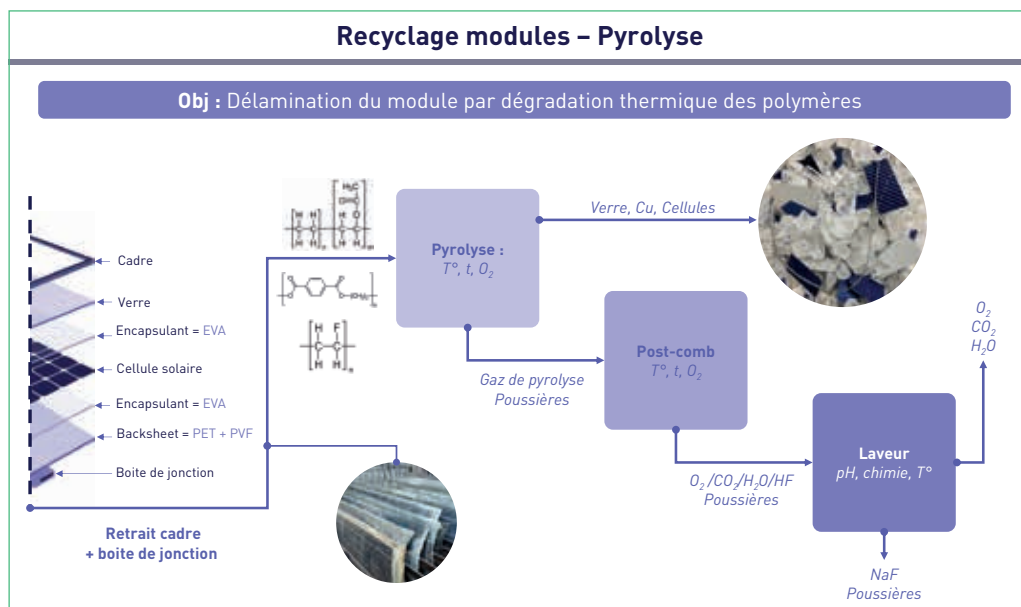 Recyclage modules – Pyrolyse
Obj : Délamination du module par dégradation thermique des polymères
Cadre
Verre
Encapsulant = EVA
Cellule solaire
Encapsulant = EVA
Backsheet = PET + PVF
Boite de jonction
Retrait cadre
+ boite de jonction
Pyrolyse :
T°, t, O₂
Verre, Cu, Cellules
Gaz de pyrolyse
Poussières
Post-comb
T°, t, O₂
O₂/CO₂/H₂O/HF
Poussières
Laveur
pH, chimie, T°
O₂
CO₂
H₂O
NaF
Poussières